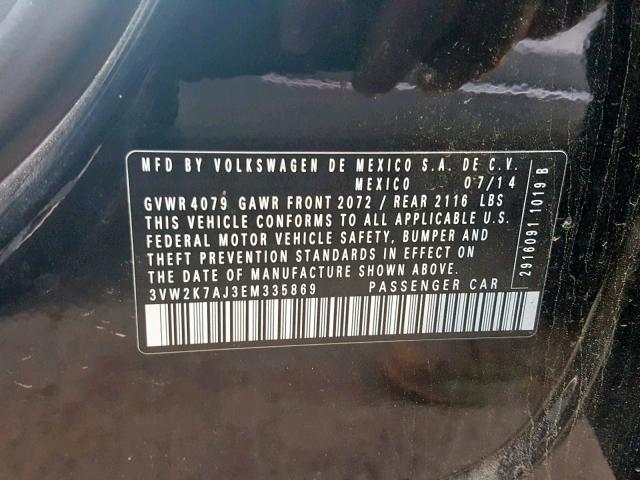 MFD BY VOLKSWAGEN DE MEXICO S.A. DE C.V.
MEXICO 07/14
GVWR 4079 GAWR FRONT 2072 / REAR 2116 LBS
THIS VEHICLE CONFORMS TO ALL APPLICABLE U.S.
FEDERAL MOTOR VEHICLE SAFETY, BUMPER AND
THEFT PREVENTION STANDARDS IN EFFECT ON
THE DATE OF MANUFACTURE SHOWN ABOVE.
3VW2K7AJ3EM335869 PASSENGER CAR
2916091 1019 B